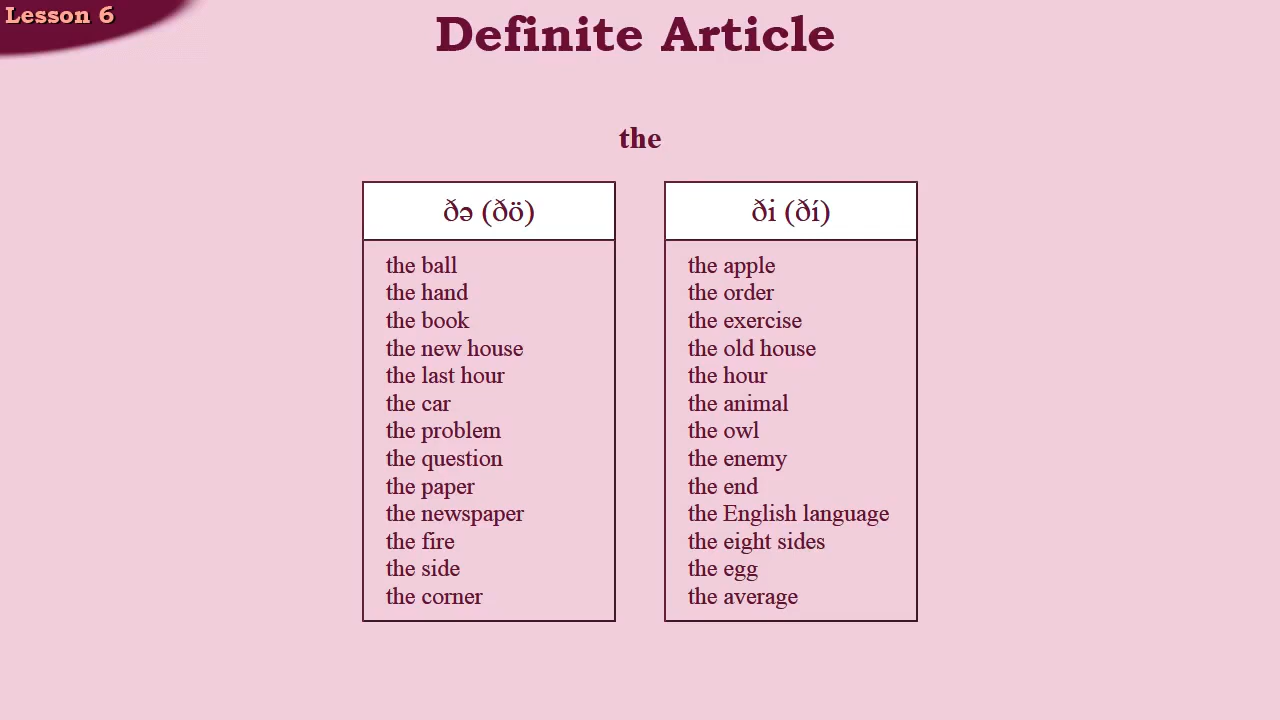 Lesson 6
Definite Article
the
ðə (ðö)
the ball
the hand
the book
the new house
the last hour
the car
the problem
the question
the paper
the newspaper
the fire
the side
the corner
ði (ðí)
the apple
the order
the exercise
the old house
the hour
the animal
the owl
the enemy
the end
the English language
the eight sides
the egg
the average